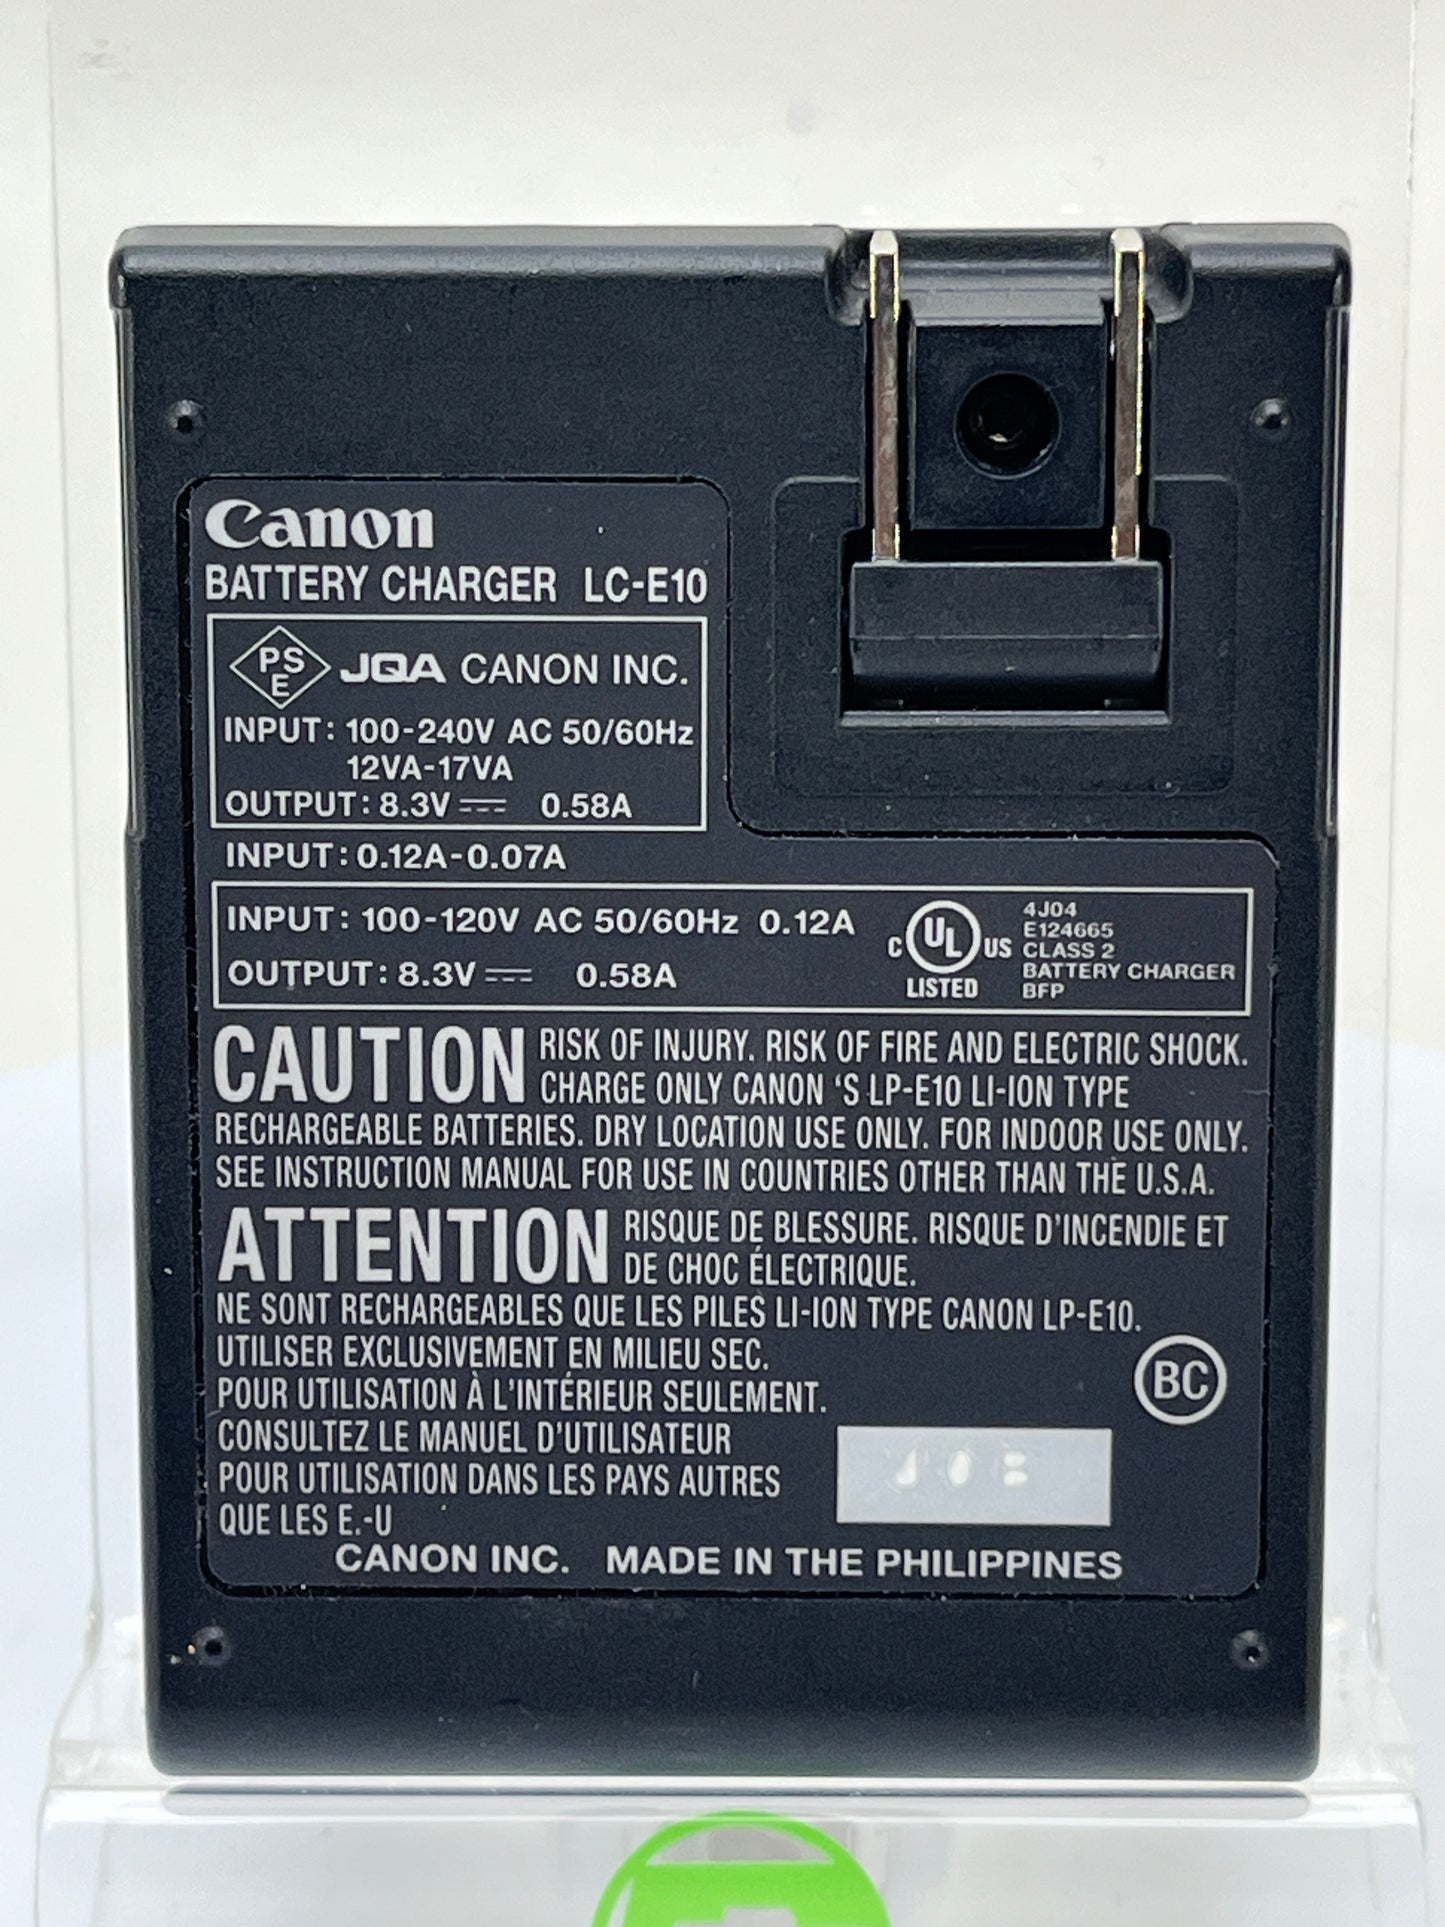 Canon
BATTERY CHARGER LC-E10
PS
E
JQA CANON INC.
INPUT: 100-240V AC 50/60Hz
12VA-17VA
OUTPUT: 8.3V ⎓ 0.58A
INPUT: 0.12A-0.07A
INPUT: 100-120V AC 50/60Hz 0.12A
OUTPUT: 8.3V ⎓ 0.58A
C UL US
LISTED
4J04
E124665
CLASS 2
BATTERY CHARGER
BFP
CAUTION RISK OF INJURY. RISK OF FIRE AND ELECTRIC SHOCK.
CHARGE ONLY CANON 'S LP-E10 LI-ION TYPE
RECHARGEABLE BATTERIES. DRY LOCATION USE ONLY. FOR INDOOR USE ONLY.
SEE INSTRUCTION MANUAL FOR USE IN COUNTRIES OTHER THAN THE U.S.A.
ATTENTION RISQUE DE BLESSURE. RISQUE D'INCENDIE ET
DE CHOC ÉLECTRIQUE.
NE SONT RECHARGEABLES QUE LES PILES LI-ION TYPE CANON LP-E10.
UTILISER EXCLUSIVEMENT EN MILIEU SEC.
POUR UTILISATION À L'INTÉRIEUR SEULEMENT.
CONSULTEZ LE MANUEL D'UTILISATEUR
POUR UTILISATION DANS LES PAYS AUTRES
QUE LES E.-U
BC
CANON INC. MADE IN THE PHILIPPINES